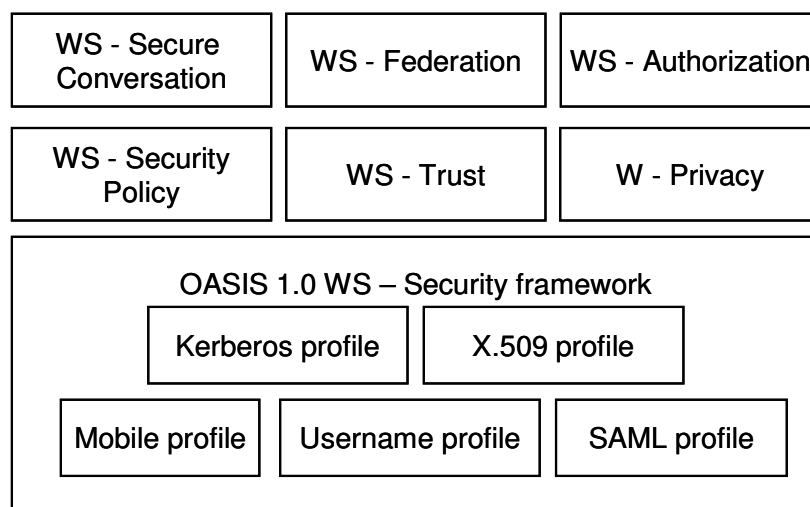 WS - Secure
Conversation
WS - Federation
WS - Authorization
WS - Security
Policy
WS - Trust
W - Privacy
OASIS 1.0 WS – Security framework
Kerberos profile
X.509 profile
Mobile profile
Username profile
SAML profile